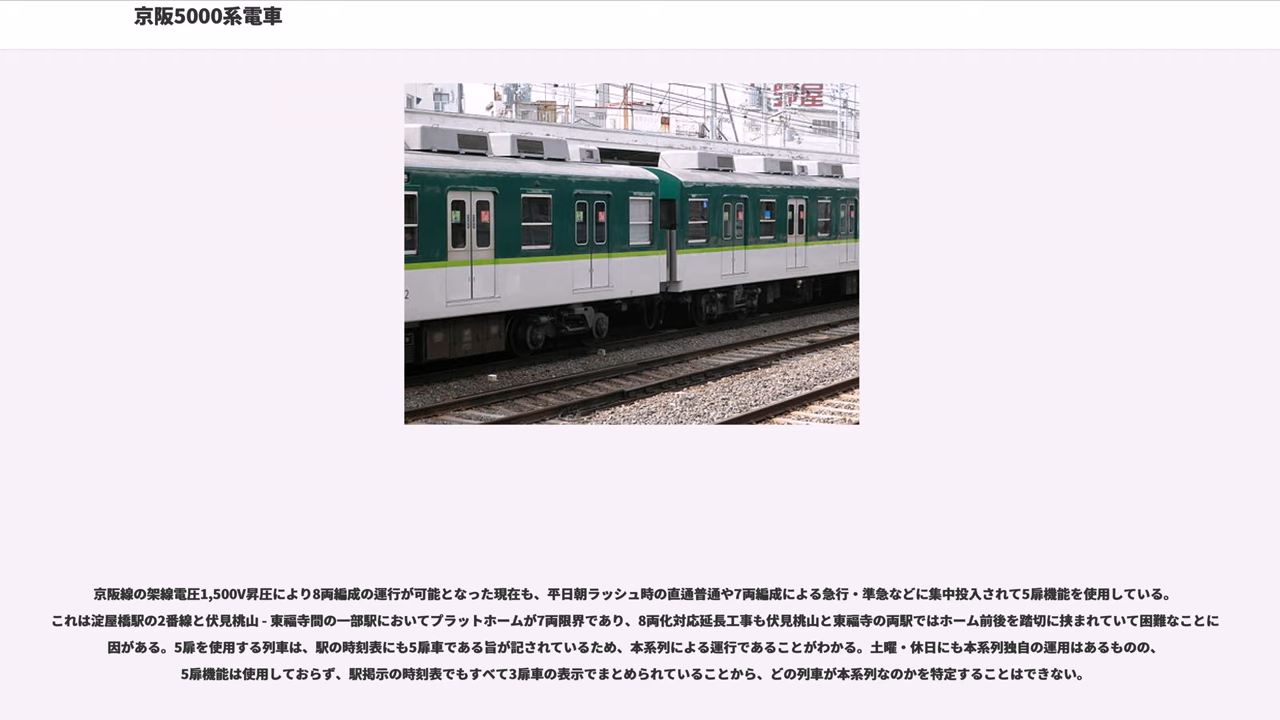 京阪5000系電車
京阪線の架線電圧1,500V昇圧により8両編成の運行が可能となった現在も、平日朝ラッシュ時の直通普通や7両編成による急行・準急などに集中投入されて5扉機能を使用している。
これは淀屋橋駅の2番線と伏見桃山 - 東福寺間の一部駅においてプラットホームが7両限界であり、8両化対応延長工事も伏見桃山と東福寺の両駅ではホーム前後を踏切に挟まれていて困難なことに
因がある。5扉を使用する列車は、駅の時刻表にも5扉車である旨が記されているため、本系列による運行であることがわかる。土曜・休日にも本系列独自の運用はあるものの、
5扉機能は使用しておらず、駅掲示の時刻表でもすべて3扉車の表示でまとめられていることから、どの列車が本系列なのかを特定することはできない。